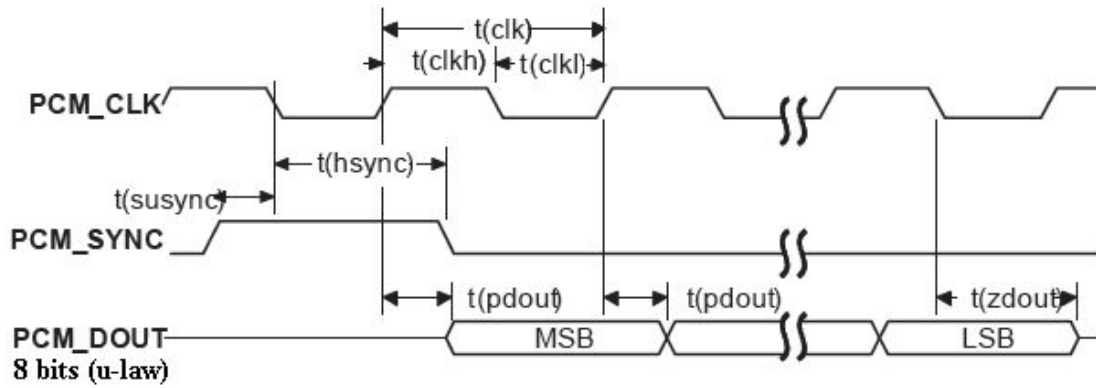 t(clk)
t(clkh) t(clkl)
PCM_CLK
t(hsync)
t(susync)
PCM_SYNC
t(pdout) t(pdout) t(zdout)
PCM_DOUT MSB LSB
8 bits (u-law)